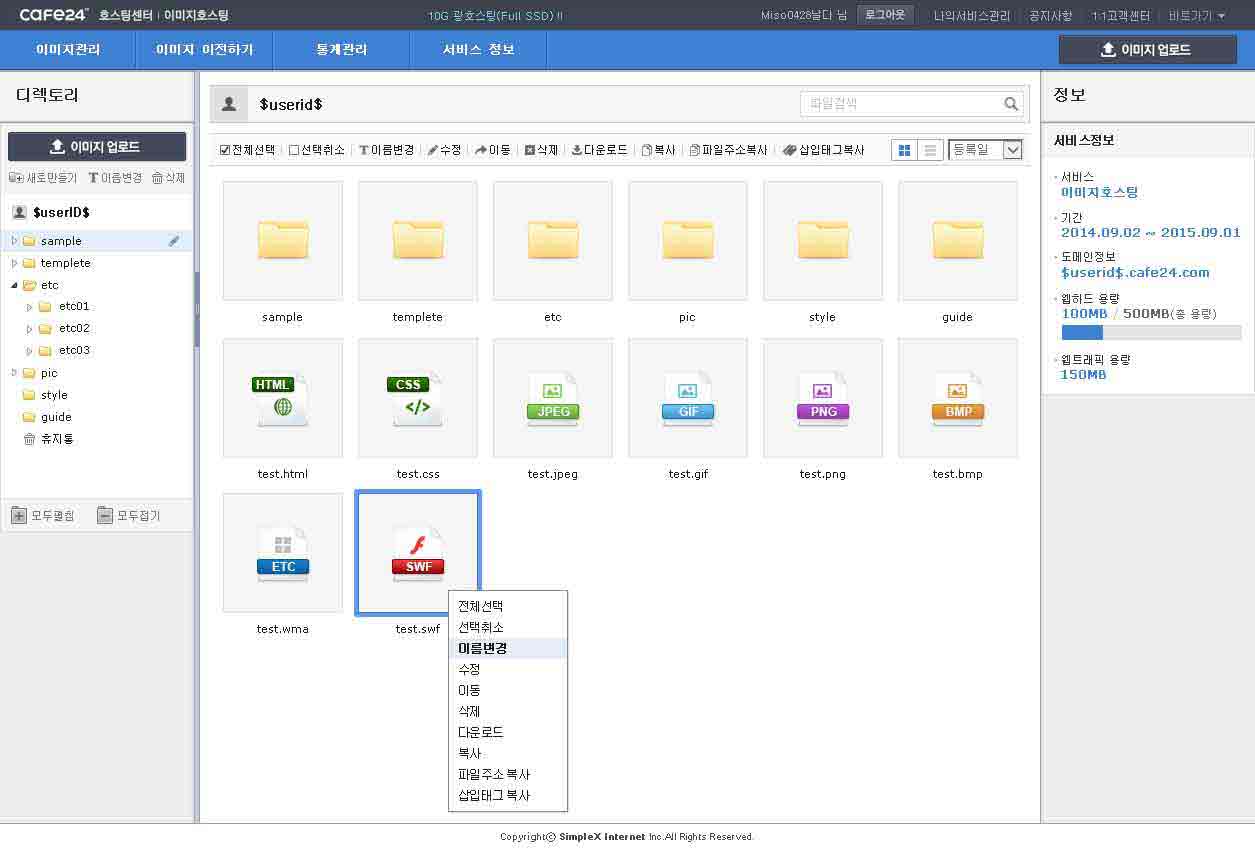 cafe24 호스팅센터 | 이미지호스팅
10G 광호스팅(Full SSD) !!
Miso0428님다 님 로그아웃 나의서비스관리 공지사항 1:1고객센터 바로가기
이미지관리 이미지 이전하기 통계관리 서비스 정보 이미지 업로드
디렉토리
이미지 업로드
새로만들기 이름변경 삭제
$userID$
sample
templete
etc
etc01
etc02
etc03
pic
style
guide
휴지통
모두펼침 모두접기
$userid$ 파일검색
전체선택 선택취소 이름변경 수정 이동 삭제 다운로드 복사 파일주소복사 삽입태그복사 등록일
sample templete etc pic style guide
HTML CSS JPEG GIF PNG BMP
</>
test.html test.css test.jpeg test.gif test.png test.bmp
ETC SWF
test.wma test.swf
전체선택
선택취소
이름변경
수정
이동
삭제
다운로드
복사
파일주소 복사
삽입태그 복사
정보
서비스정보
서비스
이미지호스팅
기간
2014.09.02 ~ 2015.09.01
도메인정보
$userid$.cafe24.com
웹하드 용량
100MB / 500MB(총 용량)
웹트래픽 용량
150MB
Copyright© SimpleX Internet Inc.All Rights Reserved.